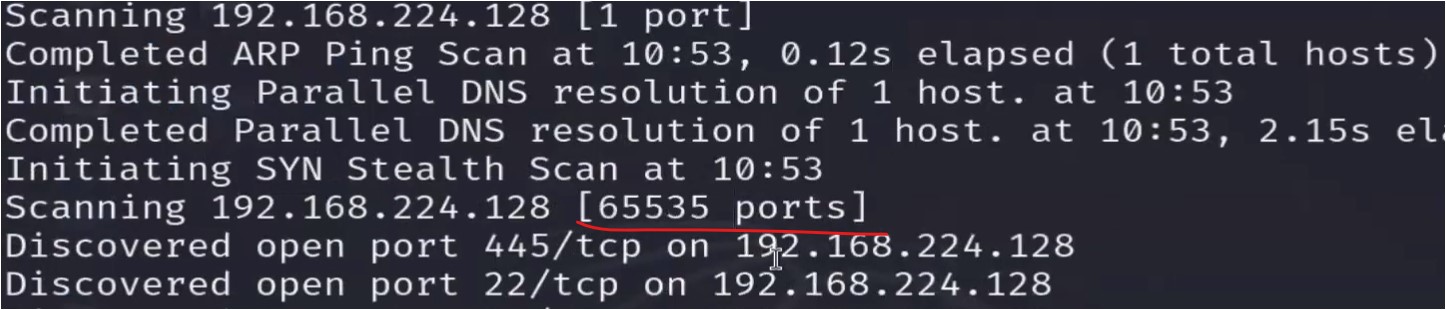 Scanning 192.168.224.128 [1 port]
Completed ARP Ping Scan at 10:53, 0.12s elapsed (1 total hosts)
Initiating Parallel DNS resolution of 1 host. at 10:53
Completed Parallel DNS resolution of 1 host. at 10:53, 2.15s el
Initiating SYN Stealth Scan at 10:53
Scanning 192.168.224.128 [65535 ports]
Discovered open port 445/tcp on 192.168.224.128
Discovered open port 22/tcp on 192.168.224.128